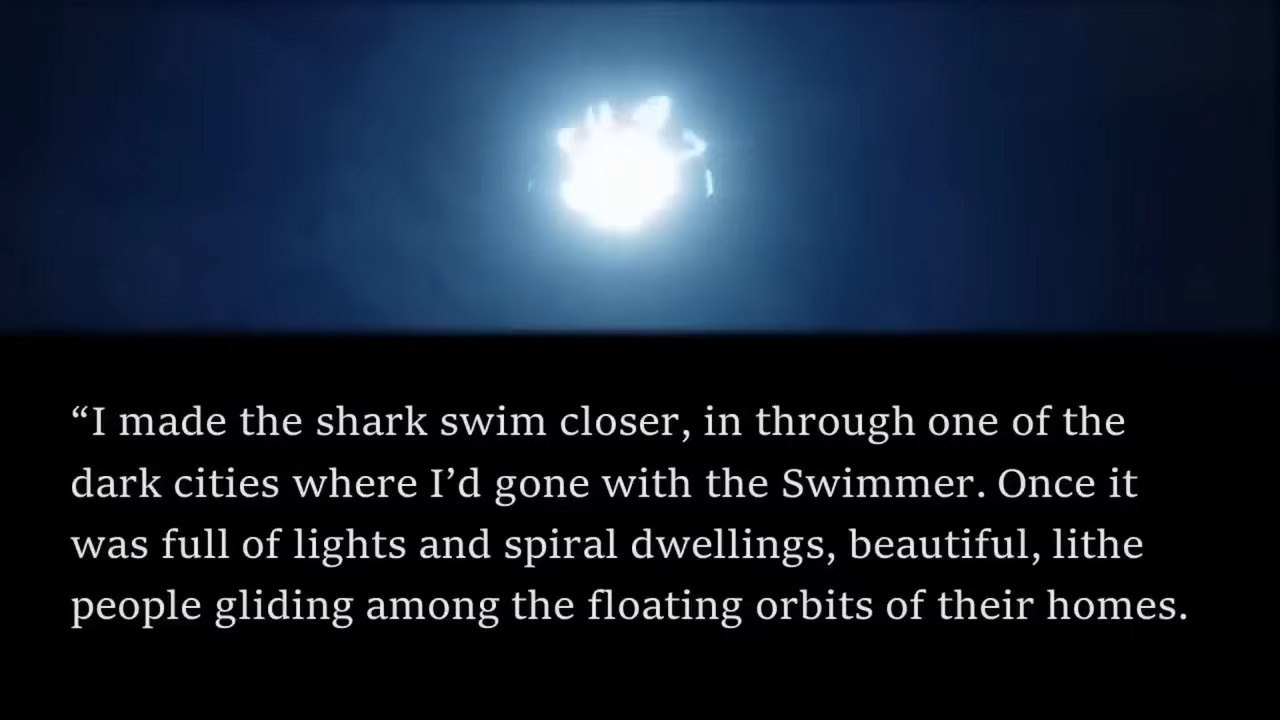 “I made the shark swim closer, in through one of the
dark cities where I’d gone with the Swimmer. Once it
was full of lights and spiral dwellings, beautiful, lithe
people gliding among the floating orbits of their homes.